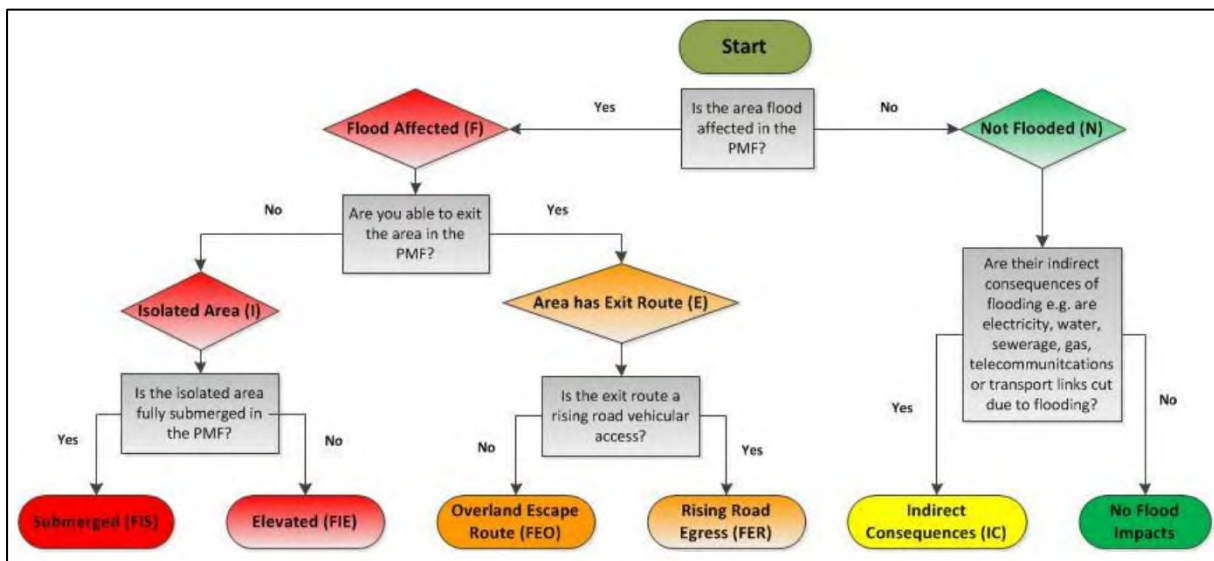 Start
Yes
Is the area flood
affected in the
PMF?
No
Flood Affected (F)
Not Flooded (N)
No
Are you able to exit
the area in the
PMF?
Yes
Isolated Area (I)
Area has Exit Route (E)
Are their indirect
consequences of
flooding e.g. are
electricity, water,
sewerage, gas,
telecommunitcations
or transport links cut
due to flooding?
Is the isolated area
fully submerged in
the PMF?
Yes
No
Is the exit route a
rising road vehicular
access?
No
Yes
Yes
No
Submerged (FIS)
Elevated (FIE)
Overland Escape
Route (FEO)
Rising Road
Egress (FER)
Indirect
Consequences (IC)
No Flood
Impacts